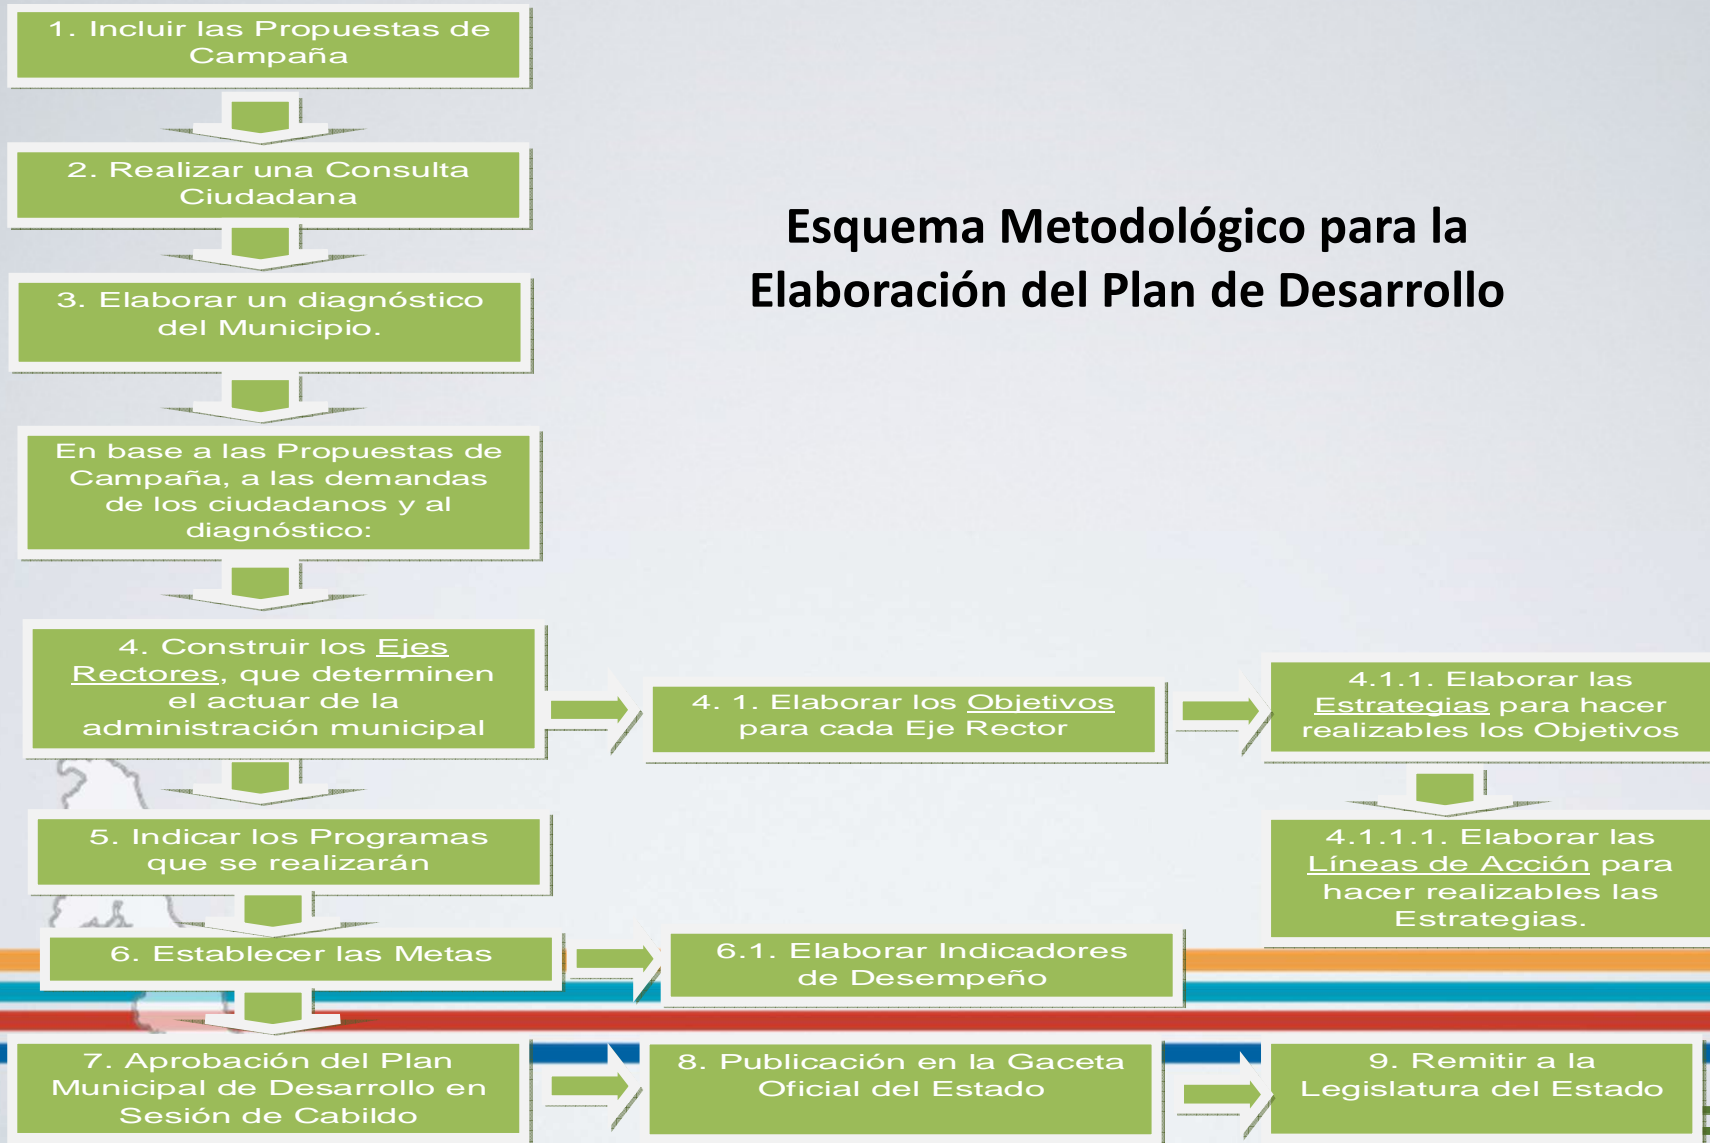 1. Incluir las Propuestas de
Campaña
2. Realizar una Consulta
Ciudadana
Esquema Metodológico para la
Elaboración del Plan de Desarrollo
3. Elaborar un diagnóstico
del Municipio.
En base a las Propuestas de
Campaña, a las demandas
de los ciudadanos y al
diagnóstico:
4. Construir los Ejes
Rectores, que determinen
el actuar de la
administración municipal
4. 1. Elaborar los Objetivos
para cada Eje Rector
4.1.1. Elaborar las
Estrategias para hacer
realizables los Objetivos
4.1.1.1. Elaborar las
Líneas de Acción para
hacer realizables las
Estrategias.
5. Indicar los Programas
que se realizarán
6. Establecer las Metas
6.1. Elaborar Indicadores
de Desempeño
7. Aprobación del Plan
Municipal de Desarrollo en
Sesión de Cabildo
8. Publicación en la Gaceta
Oficial del Estado
9. Remitir a la
Legislatura del Estado